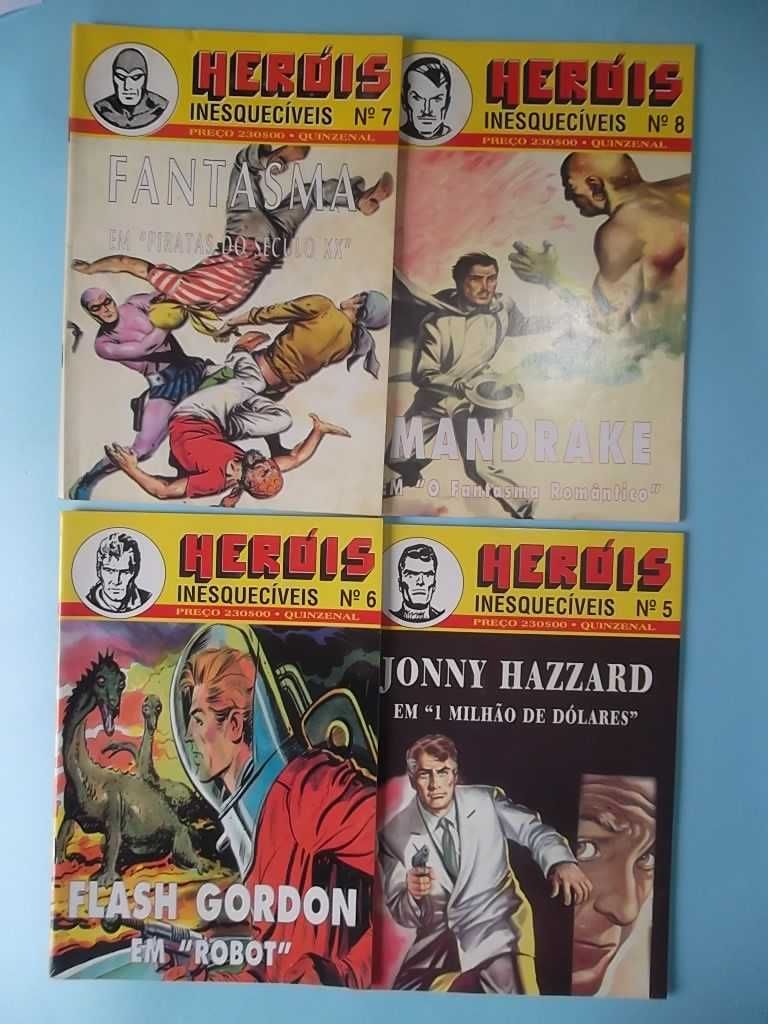 HERÓIS
INESQUECÍVEIS Nº 7
PREÇO 230$00 • QUINZENAL
FANTASMA
EM "PIRATAS DO SÉCULO XX"
HERÓIS
INESQUECÍVEIS Nº 8
PREÇO 230$00 • QUINZENAL
MANDRAKE
EM "O Fantasma Romântico"
HERÓIS
INESQUECÍVEIS Nº 6
PREÇO 230$00 • QUINZENAL
FLASH GORDON
EM "ROBOT"
HERÓIS
INESQUECÍVEIS Nº 5
PREÇO 230$00 • QUINZENAL
JONNY HAZZARD
EM "1 MILHÃO DE DÓLARES"